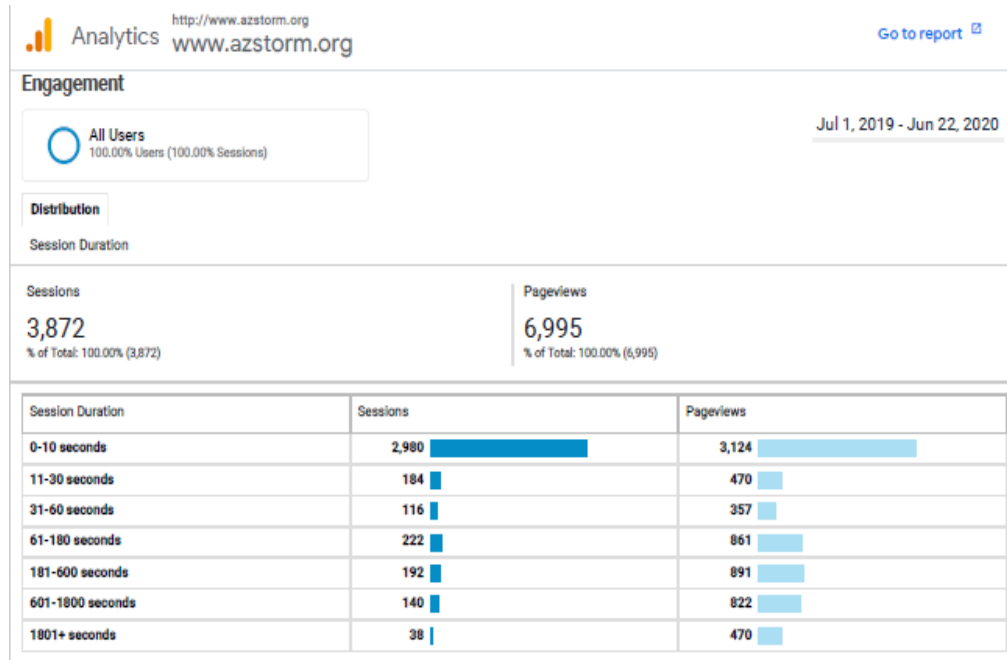 http://www.azstorm.org
Analytics www.azstorm.org
Go to report
Engagement
All Users
100.00% Users (100.00% Sessions)
Jul 1, 2019 - Jun 22, 2020
Distribution
Session Duration
Sessions Pageviews
3,872 6,995
% of Total: 100.00% (3,872) % of Total: 100.00% (6,995)
Session Duration Sessions Pageviews
0-10 seconds 2,980 3,124
11-30 seconds 184 470
31-60 seconds 116 357
61-180 seconds 222 861
181-600 seconds 192 891
601-1800 seconds 140 822
1801+ seconds 38 470